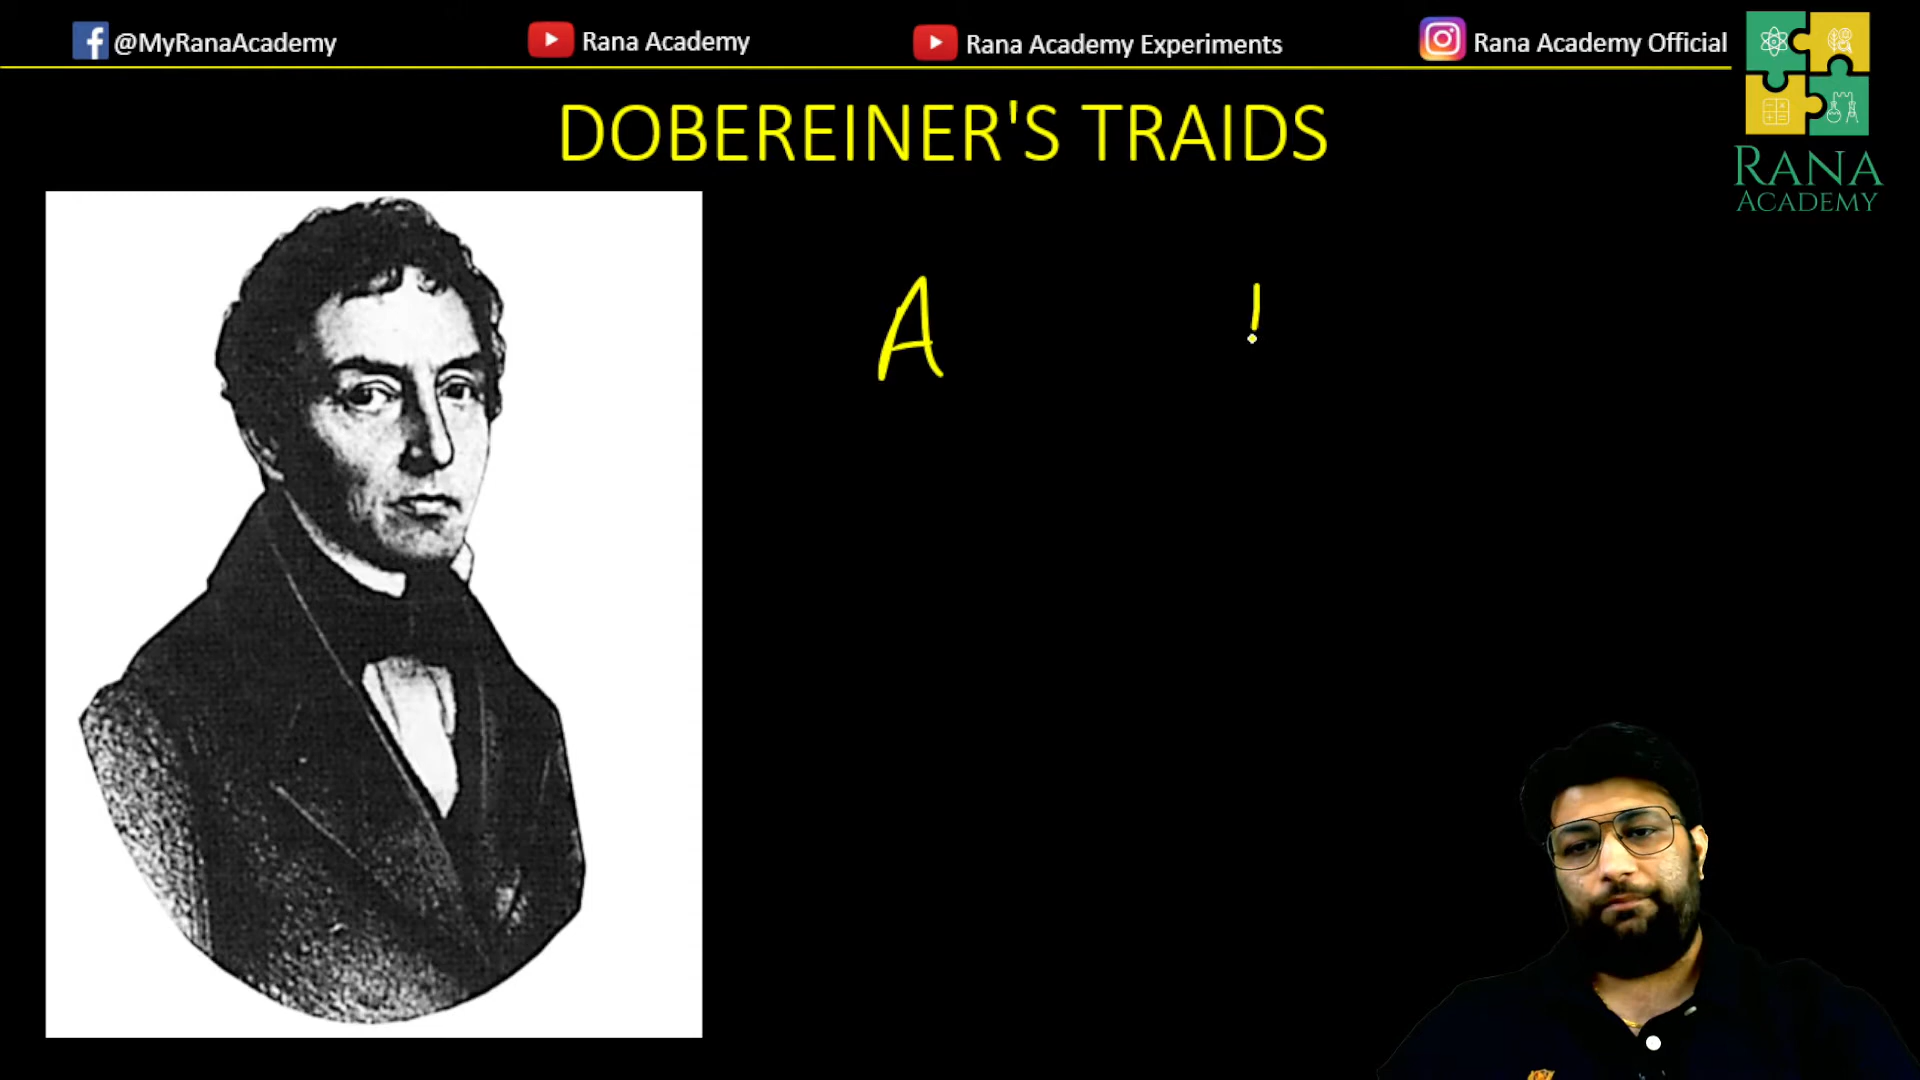 @MyRanaAcademy Rana Academy Rana Academy Experiments Rana Academy Official
DOBEREINER'S TRAIDS
RANA
ACADEMY
A